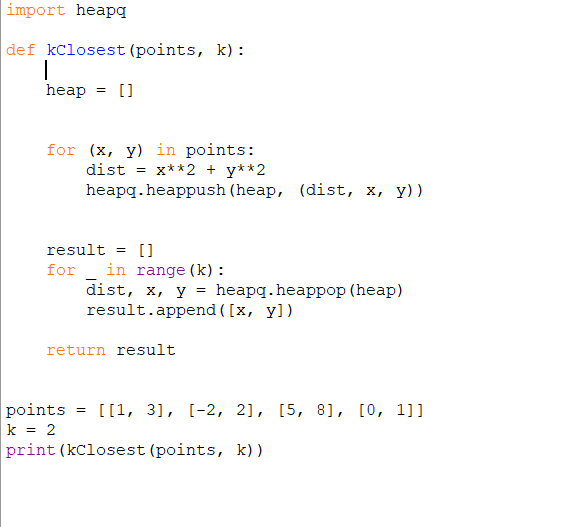 import heapq
def kClosest(points, k):
    heap = []
    for (x, y) in points:
        dist = x**2 + y**2
        heapq.heappush(heap, (dist, x, y))
    result = []
    for _ in range(k):
        dist, x, y = heapq.heappop(heap)
        result.append([x, y])
    return result
points = [[1, 3], [-2, 2], [5, 8], [0, 1]]
k = 2
print(kClosest(points, k))